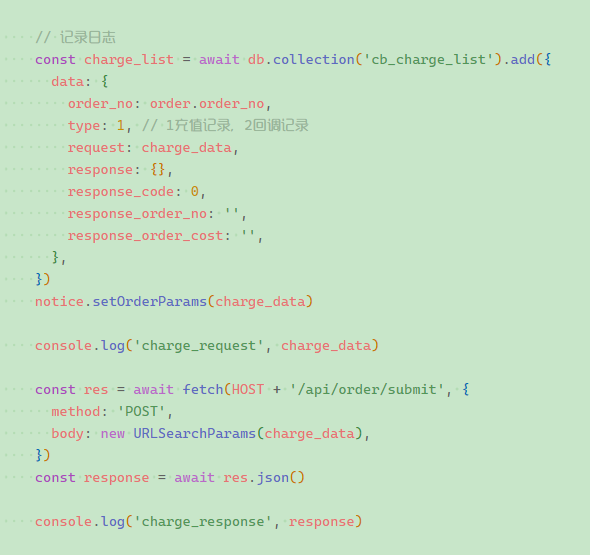 // 记录日志
const charge_list = await db.collection('cb_charge_list').add({
data: {
order_no: order.order_no,
type: 1, // 1充值记录, 2回调记录
request: charge_data,
response: {},
response_code: 0,
response_order_no: '',
response_order_cost: '',
},
})
notice.setOrderParams(charge_data)
console.log('charge_request', charge_data)
const res = await fetch(HOST + '/api/order/submit', {
method: 'POST',
body: new URLSearchParams(charge_data),
})
const response = await res.json()
console.log('charge_response', response)